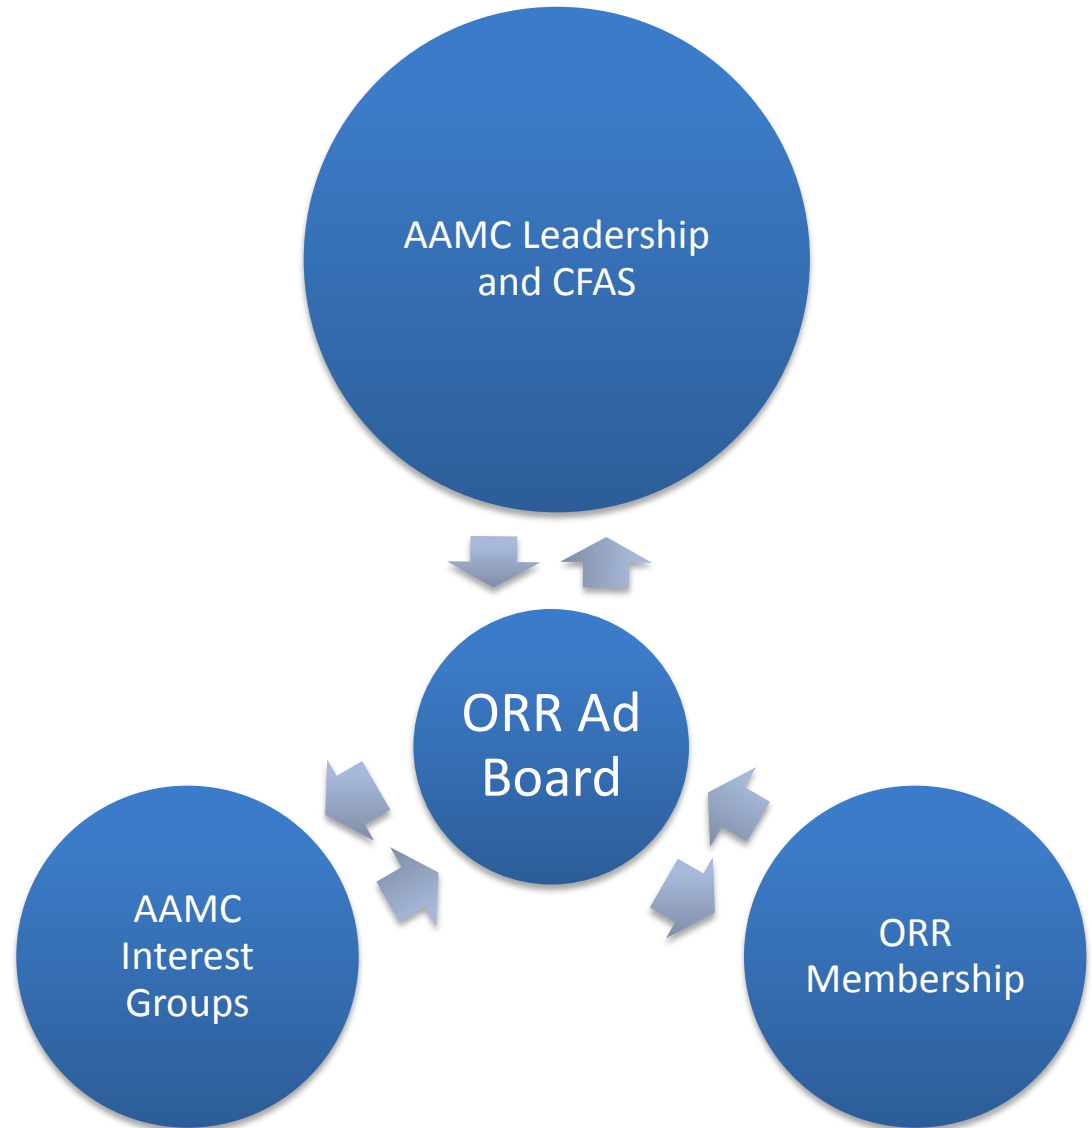 AAMC Leadership
and CFAS
ORR Ad
Board
AAMC
Interest
Groups
ORR
Membership